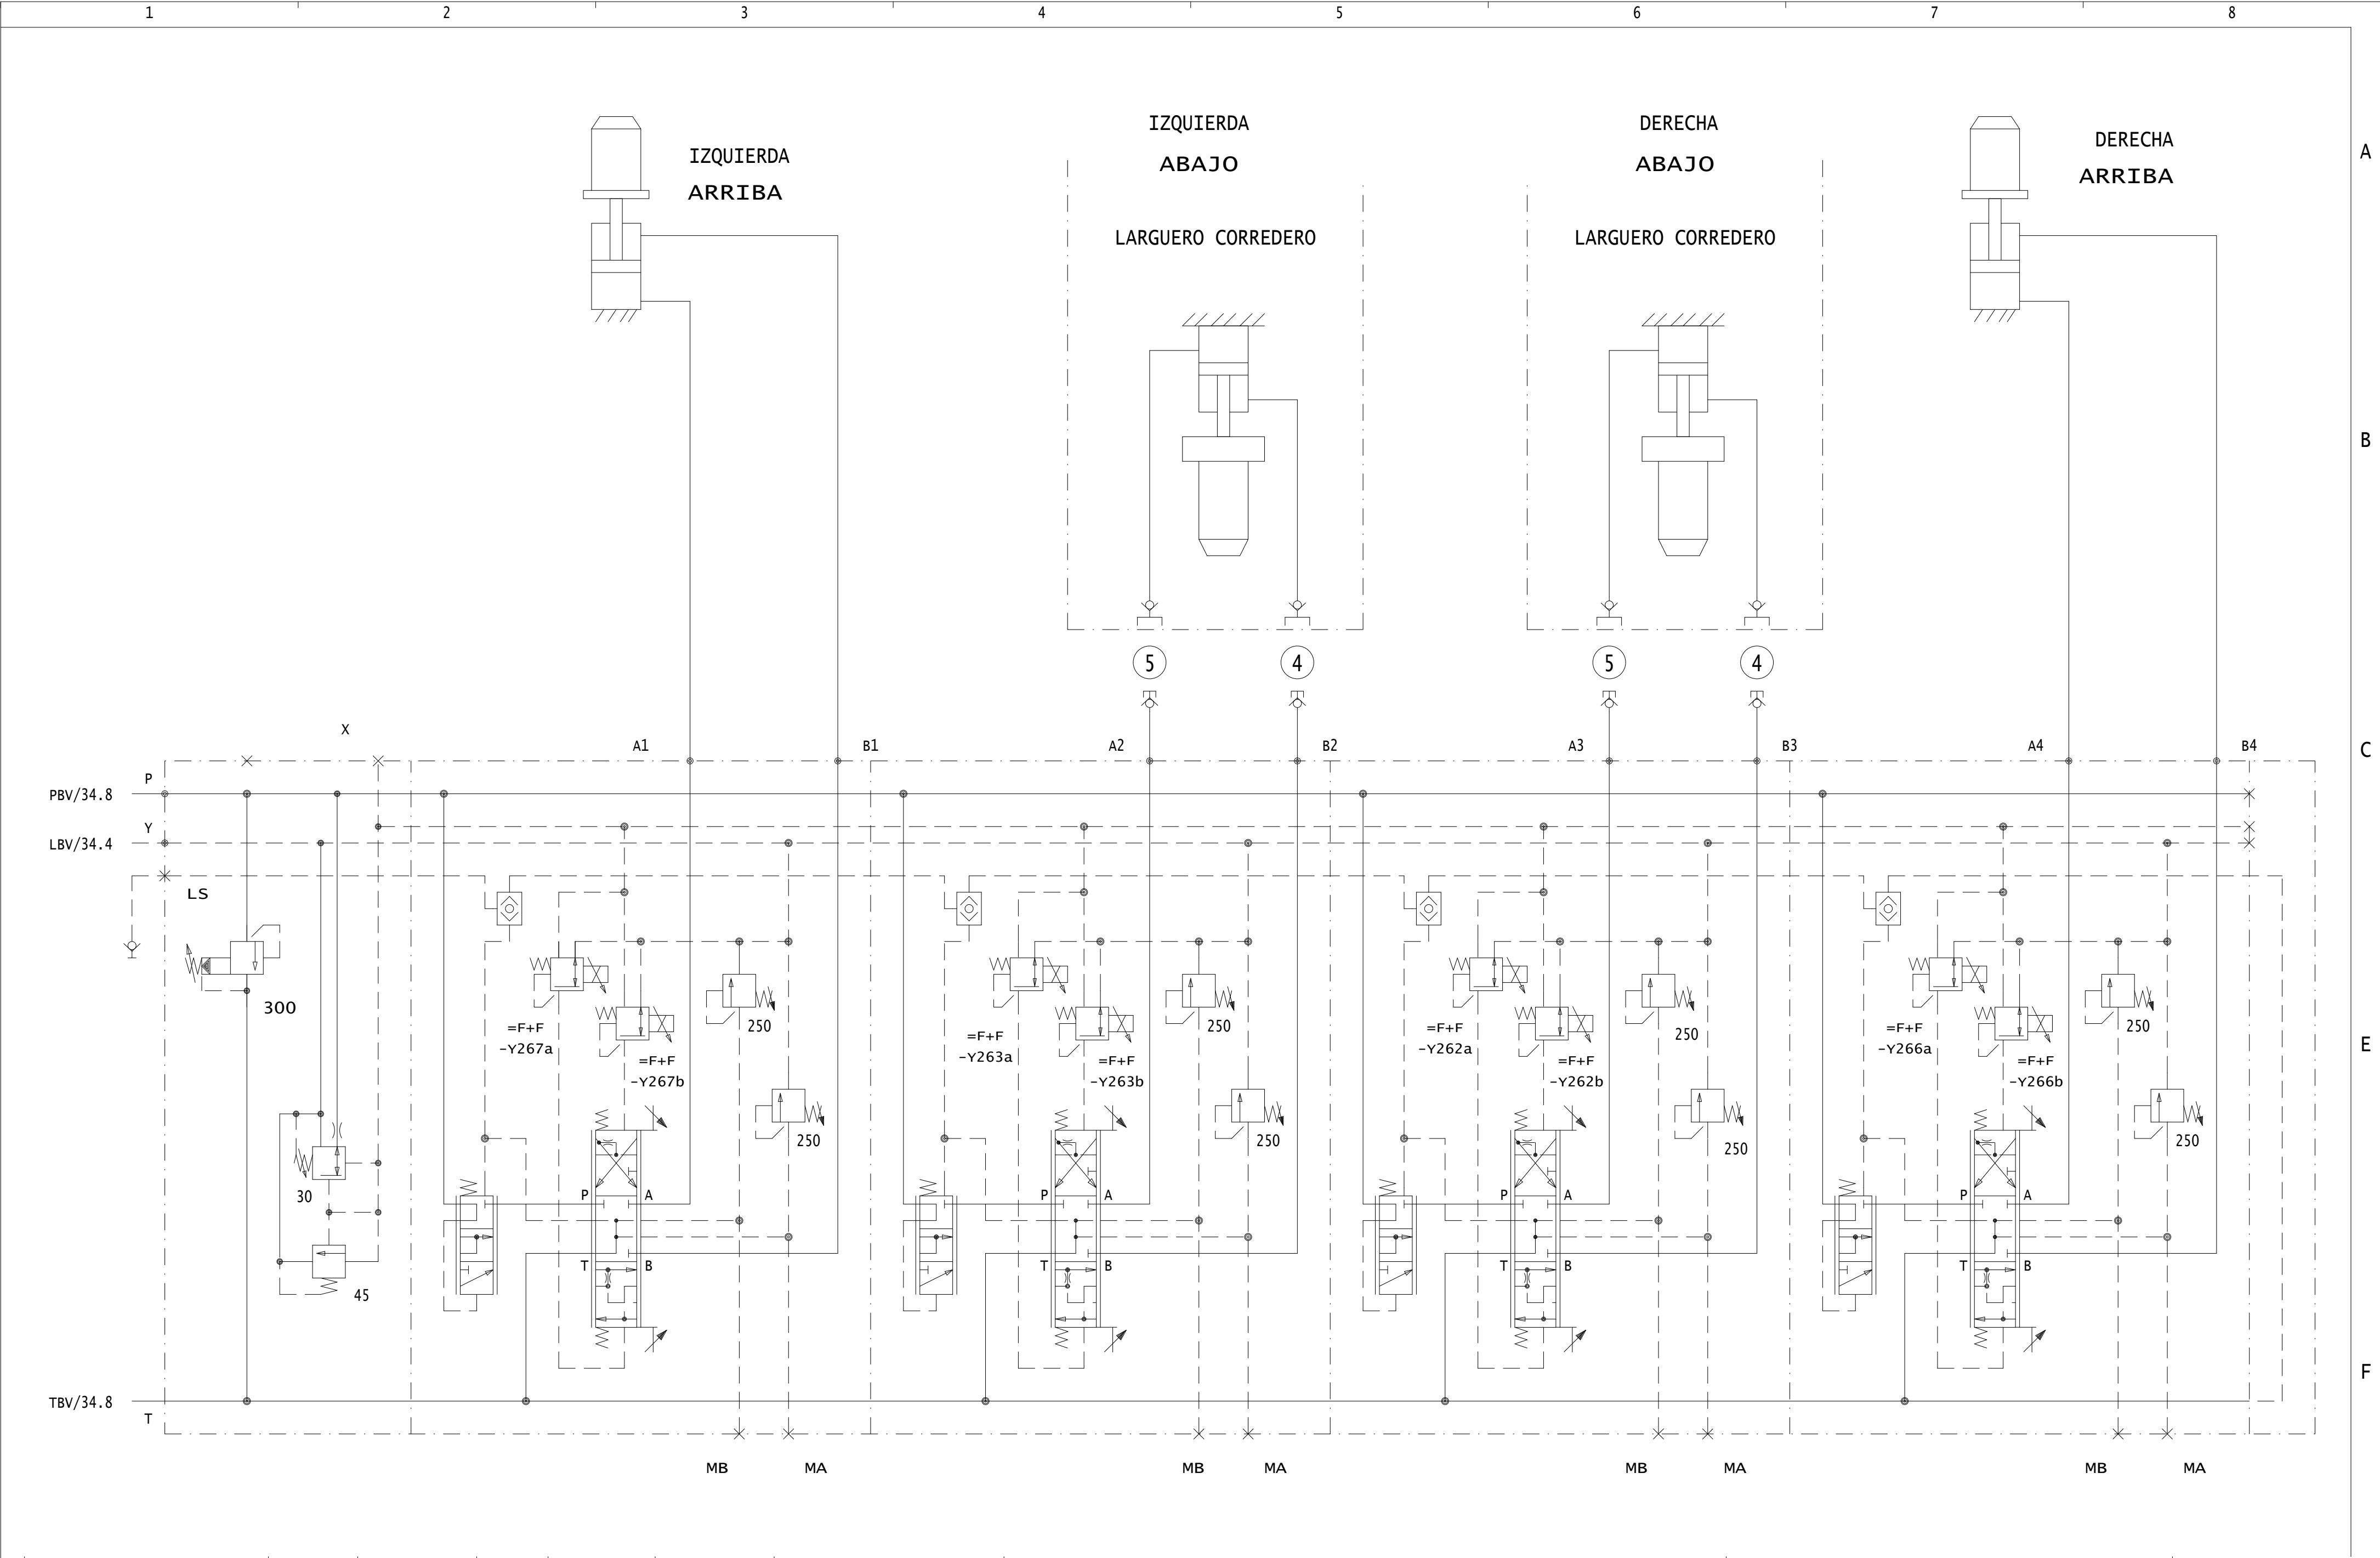 1 2 3 4 5 6 7 8
IZQUIERDA
ARRIBA
IZQUIERDA
ABAJO
LARGUERO CORREDERO
DERECHA
ABAJO
LARGUERO CORREDERO
DERECHA
ARRIBA
A
B
5 4 5 4
X
A1 B1 A2 B2 A3 B3 A4 B4
C
P
PBV/34.8
Y
LBV/34.4
LS
300
=F+F
-Y267a
=F+F
-Y267b
250
250
=F+F
-Y263a
=F+F
-Y263b
250
250
=F+F
-Y262a
=F+F
-Y262b
250
250
=F+F
-Y266a
=F+F
-Y266b
250
250
E
30
45
P A
T B
P A
T B
P A
T B
P A
T B
F
TBV/34.8
T
MB MA MB MA MB MA MB MA